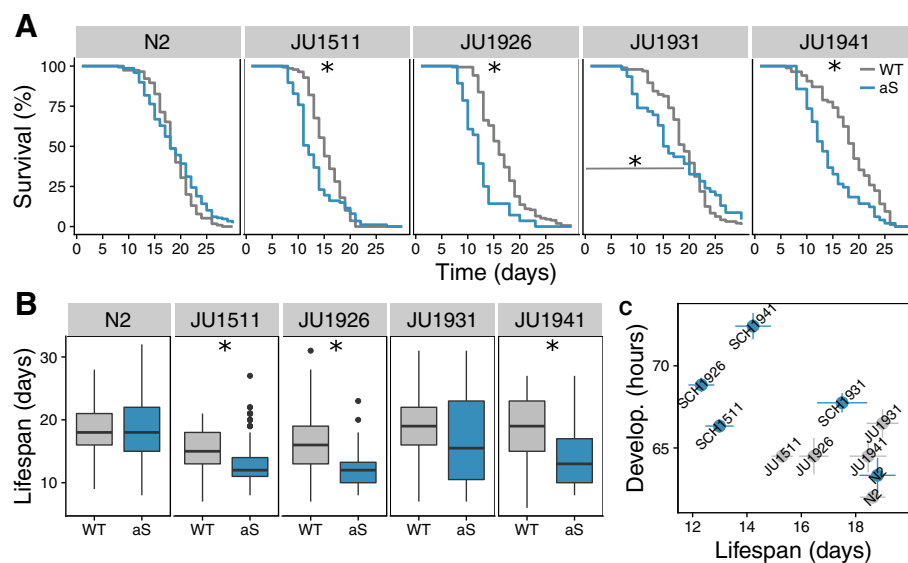 A
N2 JU1511 JU1926 JU1931 JU1941
* * * WT
aS
*
Survival (%)
100
75
50
25
0
0 5 10 15 20 25 0 5 10 15 20 25 0 5 10 15 20 25 0 5 10 15 20 25 0 5 10 15 20 25
Time (days)
B
N2 JU1511 JU1926 JU1931 JU1941
* * *
Lifespan (days)
30
20
10
WT aS WT aS WT aS WT aS WT aS
C
Develop. (hours)
70
65
SCH1941
SCH1926
SCH1931
SCH1511
JU1931
JU1511 JU1926 JU1941
N2
N2
12 14 16 18
Lifespan (days)